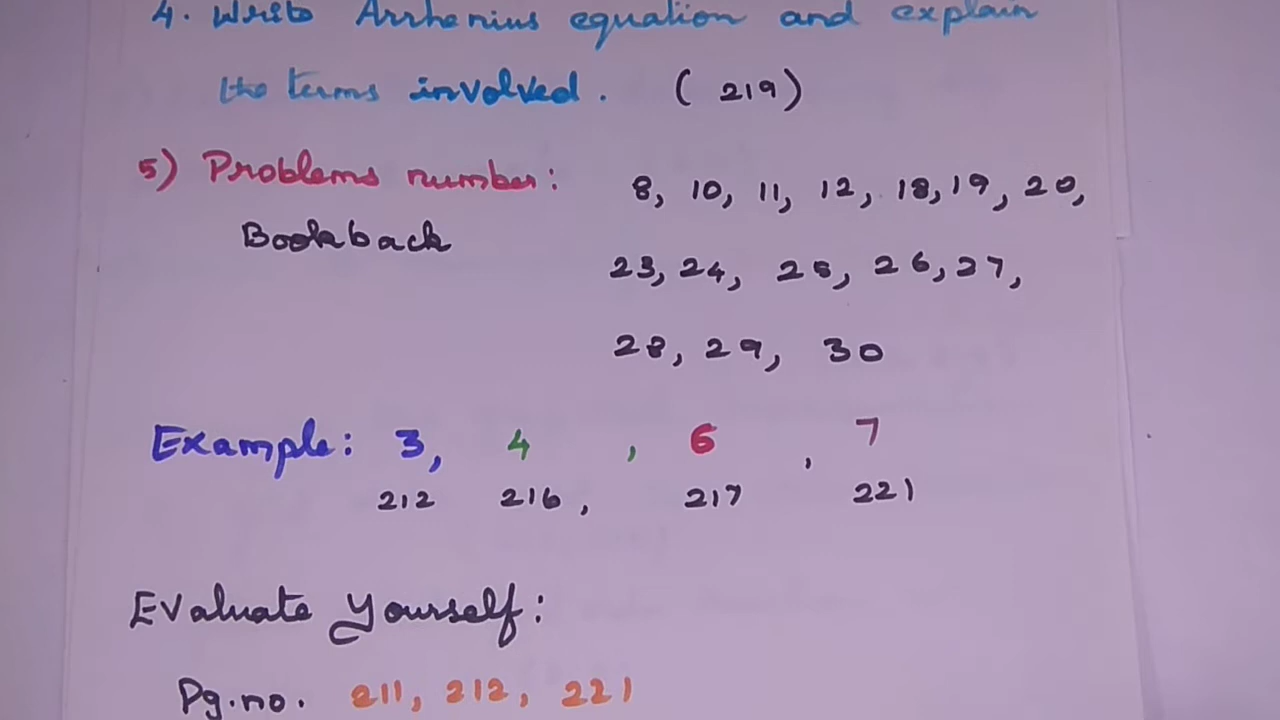 4. Write Arrhenius equation and explain
the terms involved. (219)
5) Problems number: 8, 10, 11, 12, 18, 19, 20,
Bookback
23, 24, 25, 26, 27,
28, 29, 30
Example: 3, 4 , 6 , 7
212 216, 217 221
Evaluate yourself:
Pg.no. 211, 212, 221